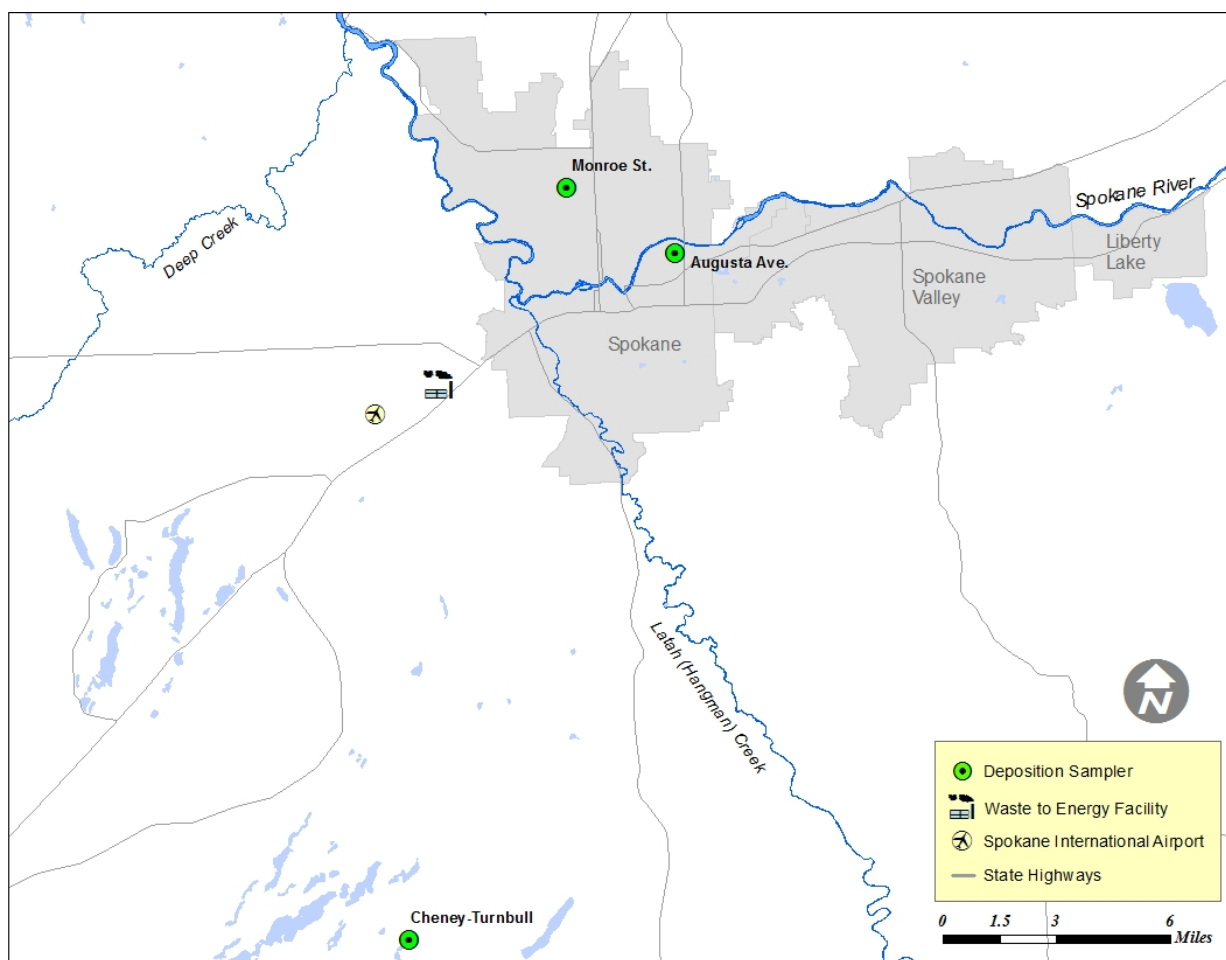 Monroe St.
Spokane River
Deep Creek
Augusta Ave.
Liberty
Lake
Spokane
Valley
Spokane
Latah (Hangman) Creek
N
Deposition Sampler
Waste to Energy Facility
Spokane International Airport
State Highways
Cheney-Turnbull
0 1.5 3 6
Miles